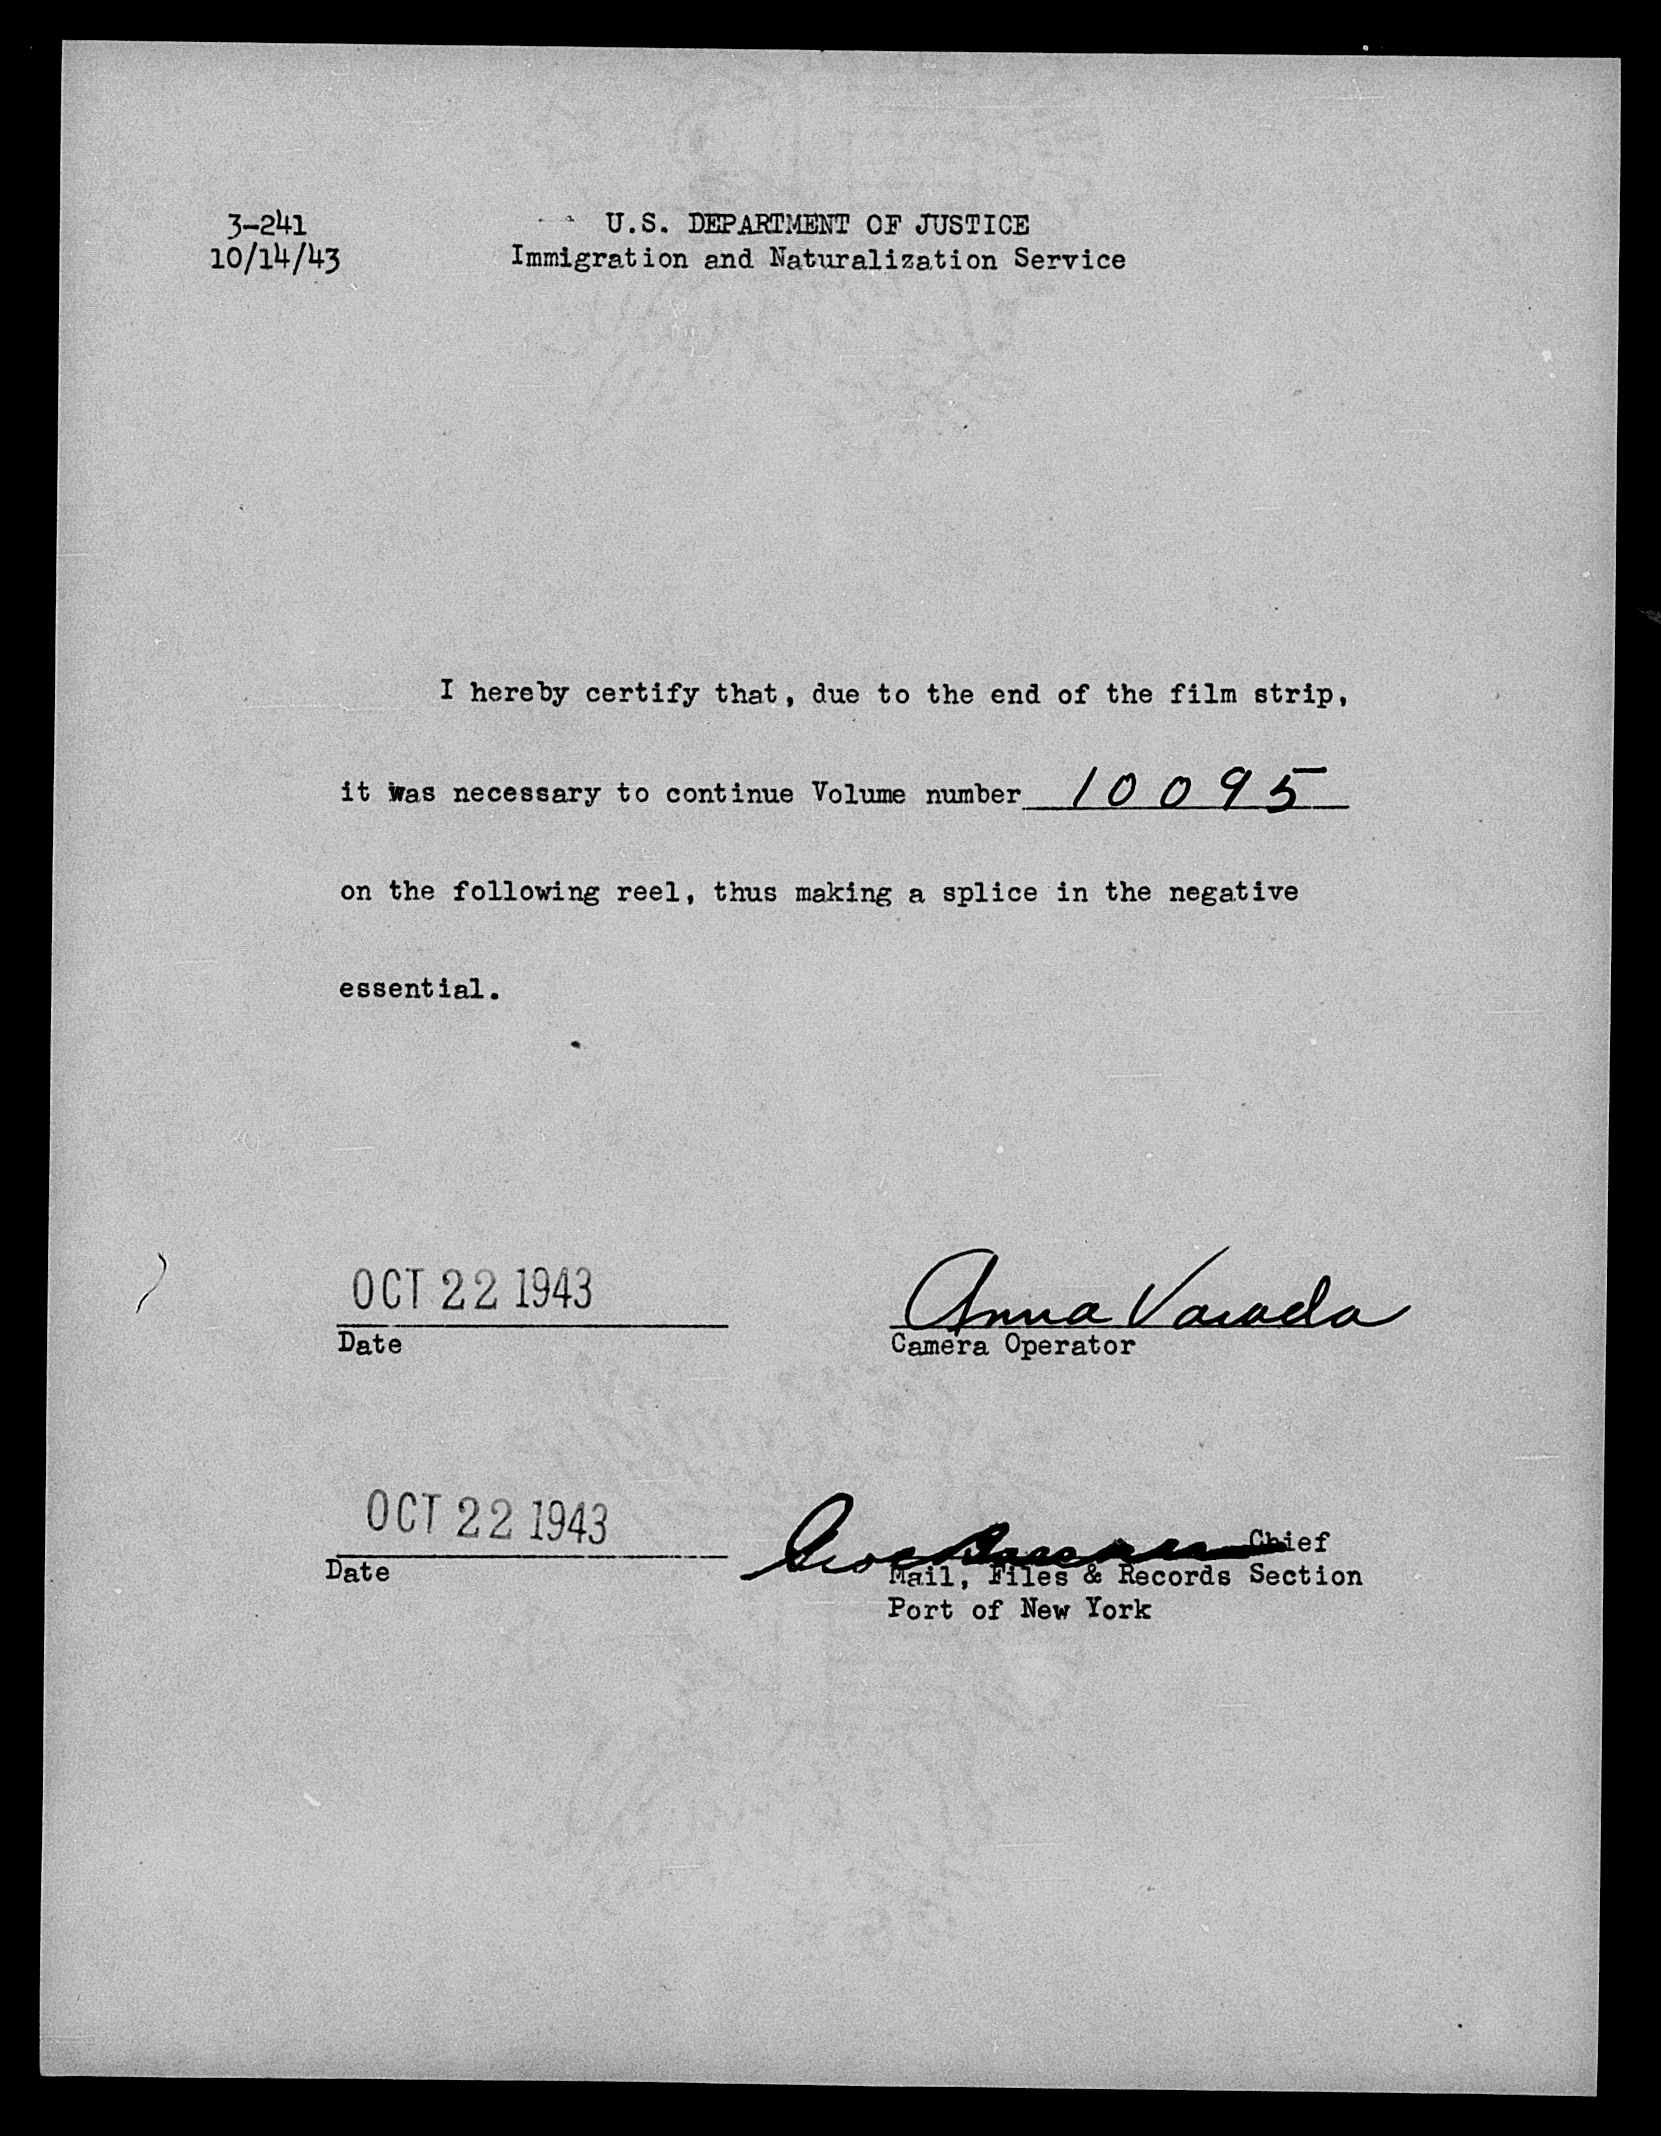 3-241
10/14/43
U.S. DEPARTMENT OF JUSTICE
Immigration and Naturalization Service
I hereby certify that, due to the end of the film strip,
it was necessary to continue Volume number 10095
on the following reel, thus making a splice in the negative
essential.
OCT 22 1943
Date
Anna
Camera Operator
OCT 22 1943
Date
Chief
Mail, Files & Records Section
Port of New York